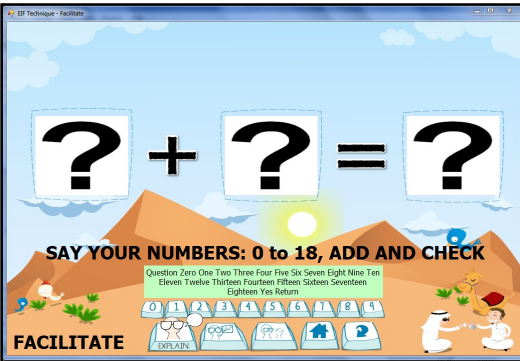 EIF Technique - Facilitate
? + ? = ?
SAY YOUR NUMBERS: 0 to 18, ADD AND CHECK
Question Zero One Two Three Four Five Six Seven Eight Nine Ten
Eleven Twelve Thirteen Fourteen Fifteen Sixteen Seventeen
Eighteen Yes Return
0 1 2 3 4 5 6 7 8 9
EXPLAIN
FACILITATE